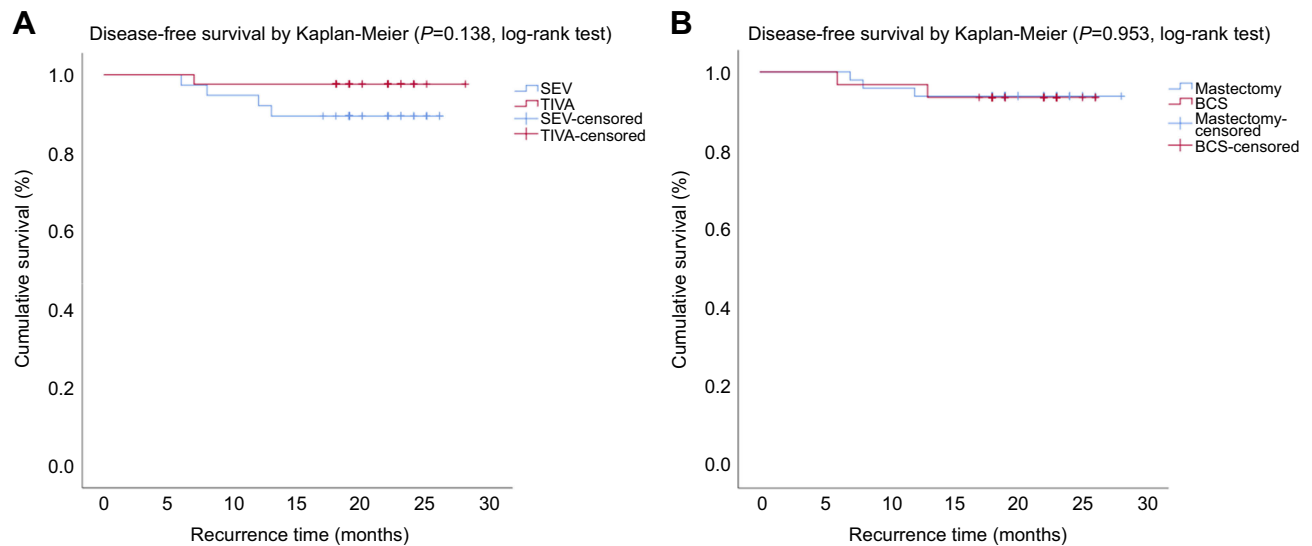 A
Disease-free survival by Kaplan-Meier (P=0.138, log-rank test)
Cumulative survival (%)
1.0
0.8
0.6
0.4
0.2
0.0
0 5 10 15 20 25 30
Recurrence time (months)
SEV
TIVA
SEV-censored
TIVA-censored
B
Disease-free survival by Kaplan-Meier (P=0.953, log-rank test)
Cumulative survival (%)
1.0
0.8
0.6
0.4
0.2
0.0
0 5 10 15 20 25 30
Recurrence time (months)
Mastectomy
BCS
Mastectomy-
censored
BCS-censored